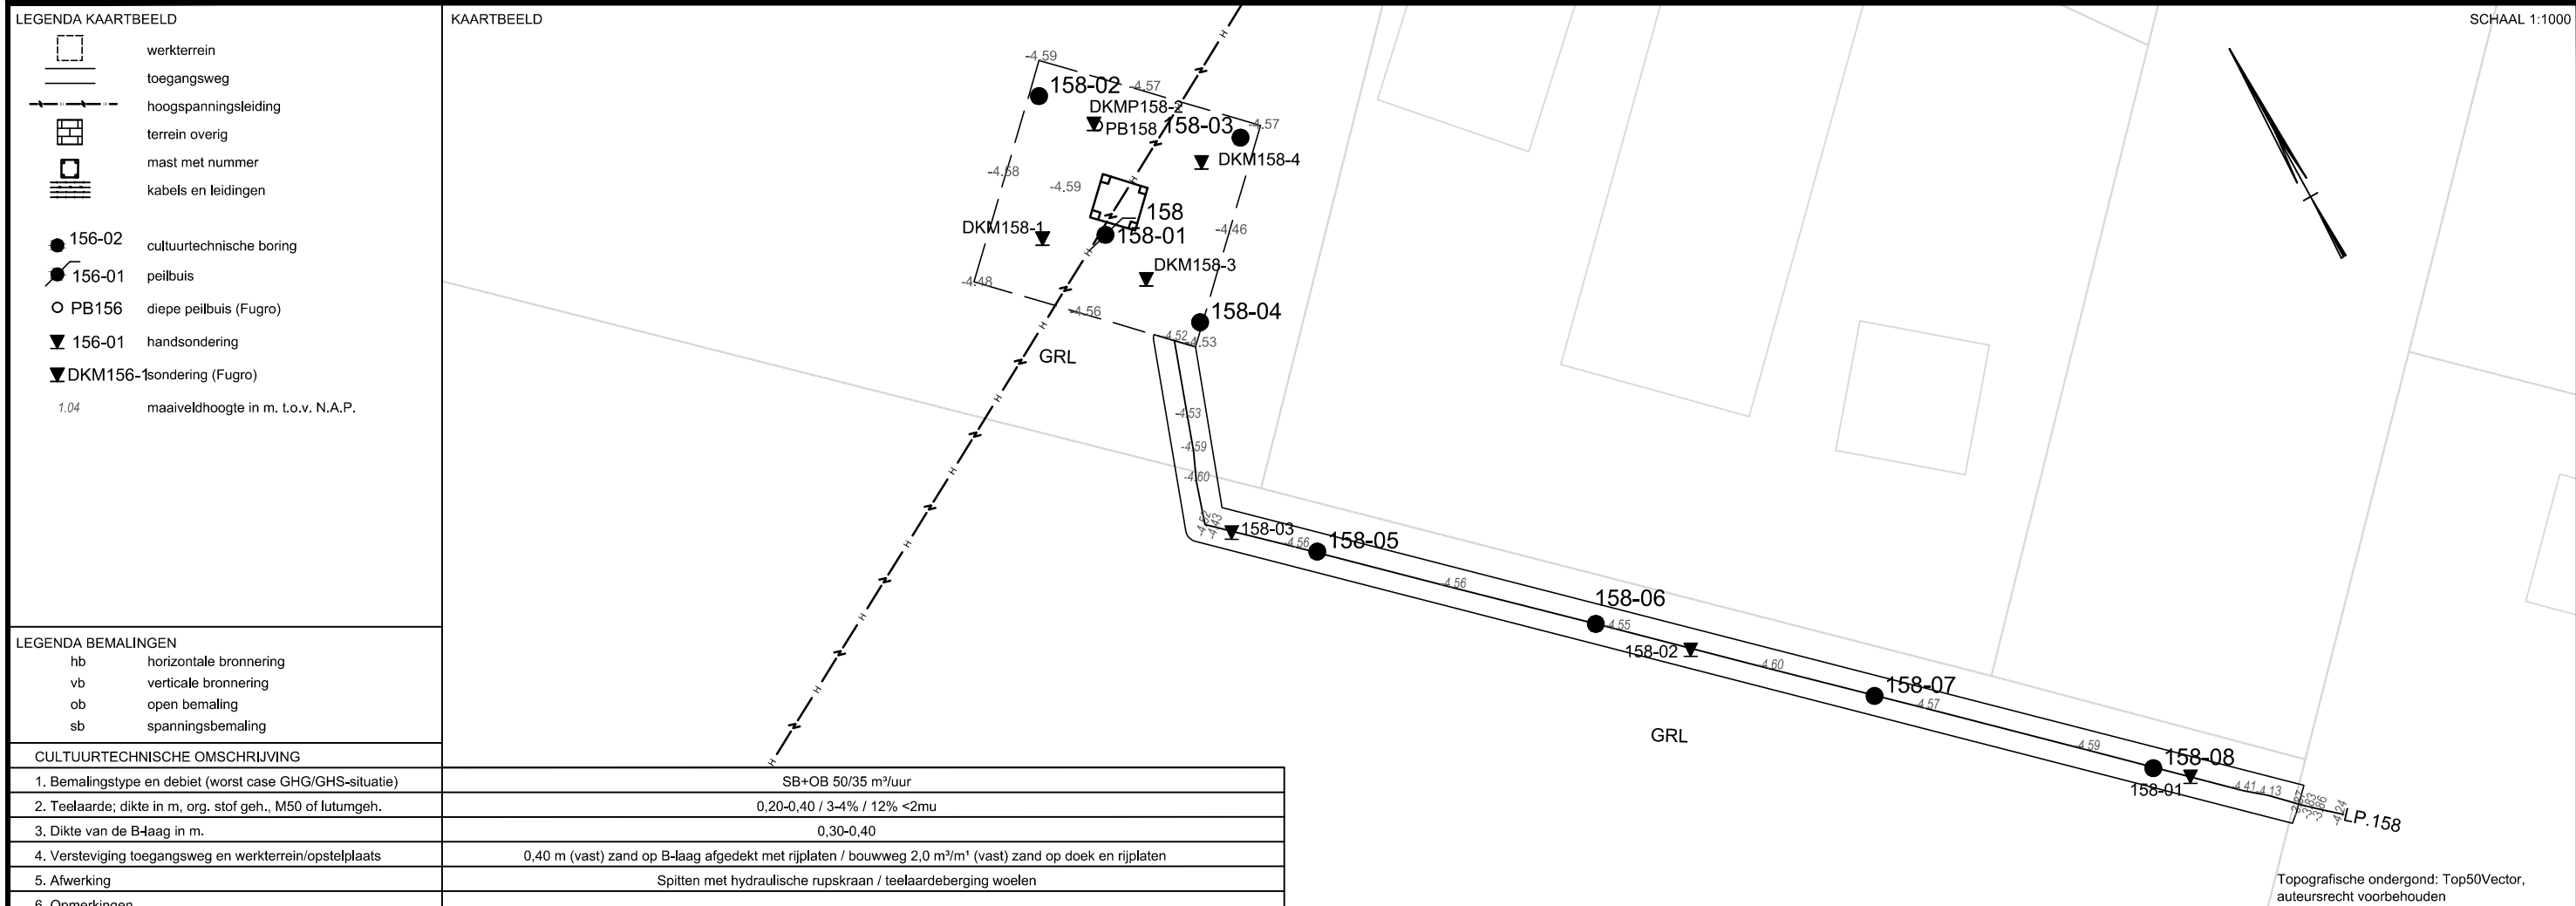 LEGENDA KAARTBEELD
werkterrein
toegangsweg
hoogspanningsleiding
terrein overig
mast met nummer
kabels en leidingen
156-02 cultuurtechnische boring
156-01 peilbuis
PB156 diepe peilbuis (Fugro)
156-01 handsondering
DKM156-1 sondering (Fugro)
1.04 maaiveldhoogte in m. t.o.v. N.A.P.
LEGENDA BEMALINGEN
hb horizontale bronnering
vb verticale bronnering
ob open bemaling
sb spanningsbemaling
KAARTBEELD
SCHAAL 1:1000
-4.59
158-02
-4.57
DKMP158-2
PB158
158-03
-4.57
DKM158-4
-4.58
-4.59
158
DKM158-1
158-01
-4.46
DKM158-3
-4.48
-4.56
158-04
-4.52
-4.53
GRL
-4.53
-4.59
-4.60
-4.43
158-03
-4.56
158-05
-4.56
158-06
-4.55
158-02
-4.60
158-07
-4.57
GRL
-4.59
158-08
158-01
-4.41
-4.13
-3.83
-3.86
-4.24
LP.158
CULTUURTECHNISCHE OMSCHRIJVING
1. Bemalingstype en debiet (worst case GHG/GHS-situatie) SB+OB 50/35 m³/uur
2. Teelaarde; dikte in m, org. stof geh., M50 of lutumgeh. 0,20-0,40 / 3-4% / 12% <2mu
3. Dikte van de B-laag in m. 0,30-0,40
4. Versteviging toegangsweg en werkterrein/opstelplaats 0,40 m (vast) zand op B-laag afgedekt met rijplaten / bouwweg 2,0 m³/m¹ (vast) zand op doek en rijplaten
5. Afwerking Spitten met hydraulische rupskraan / teelaardeberging woelen
6. Opmerkingen
Topografische ondergond: Top50Vector,
auteursrecht voorbehouden